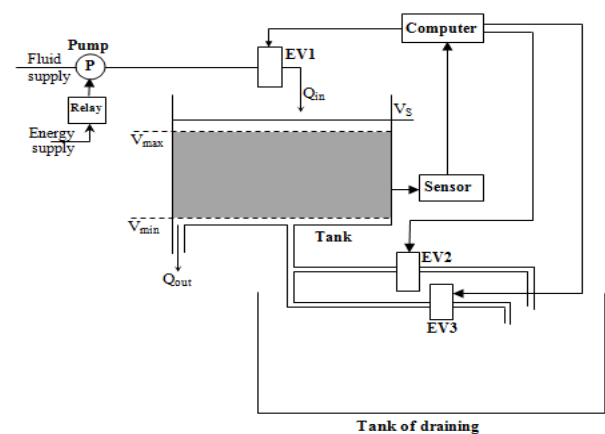 Computer
Pump
EV1
Fluid
supply
P
Q_in
Relay
V_S
V_max
Energy
supply
Sensor
V_min
Tank
EV2
Q_out
EV3
Tank of draining